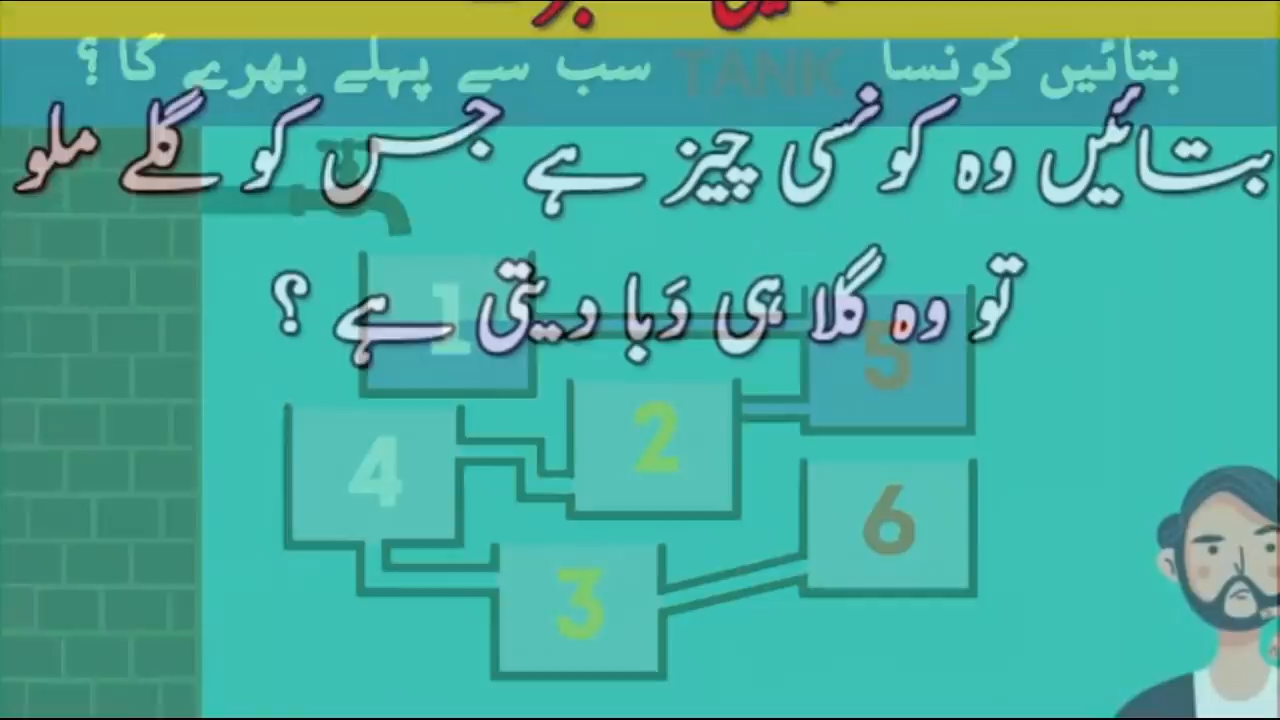 بتائیں کونسا TANK سب سے پہلے بھرے گا ؟
بتائیں وہ کونسی چیز ہے جس کو گلے ملو
تو وہ گلا ہی دَبا دیتی ہے ؟
1
5
2
4
6
3